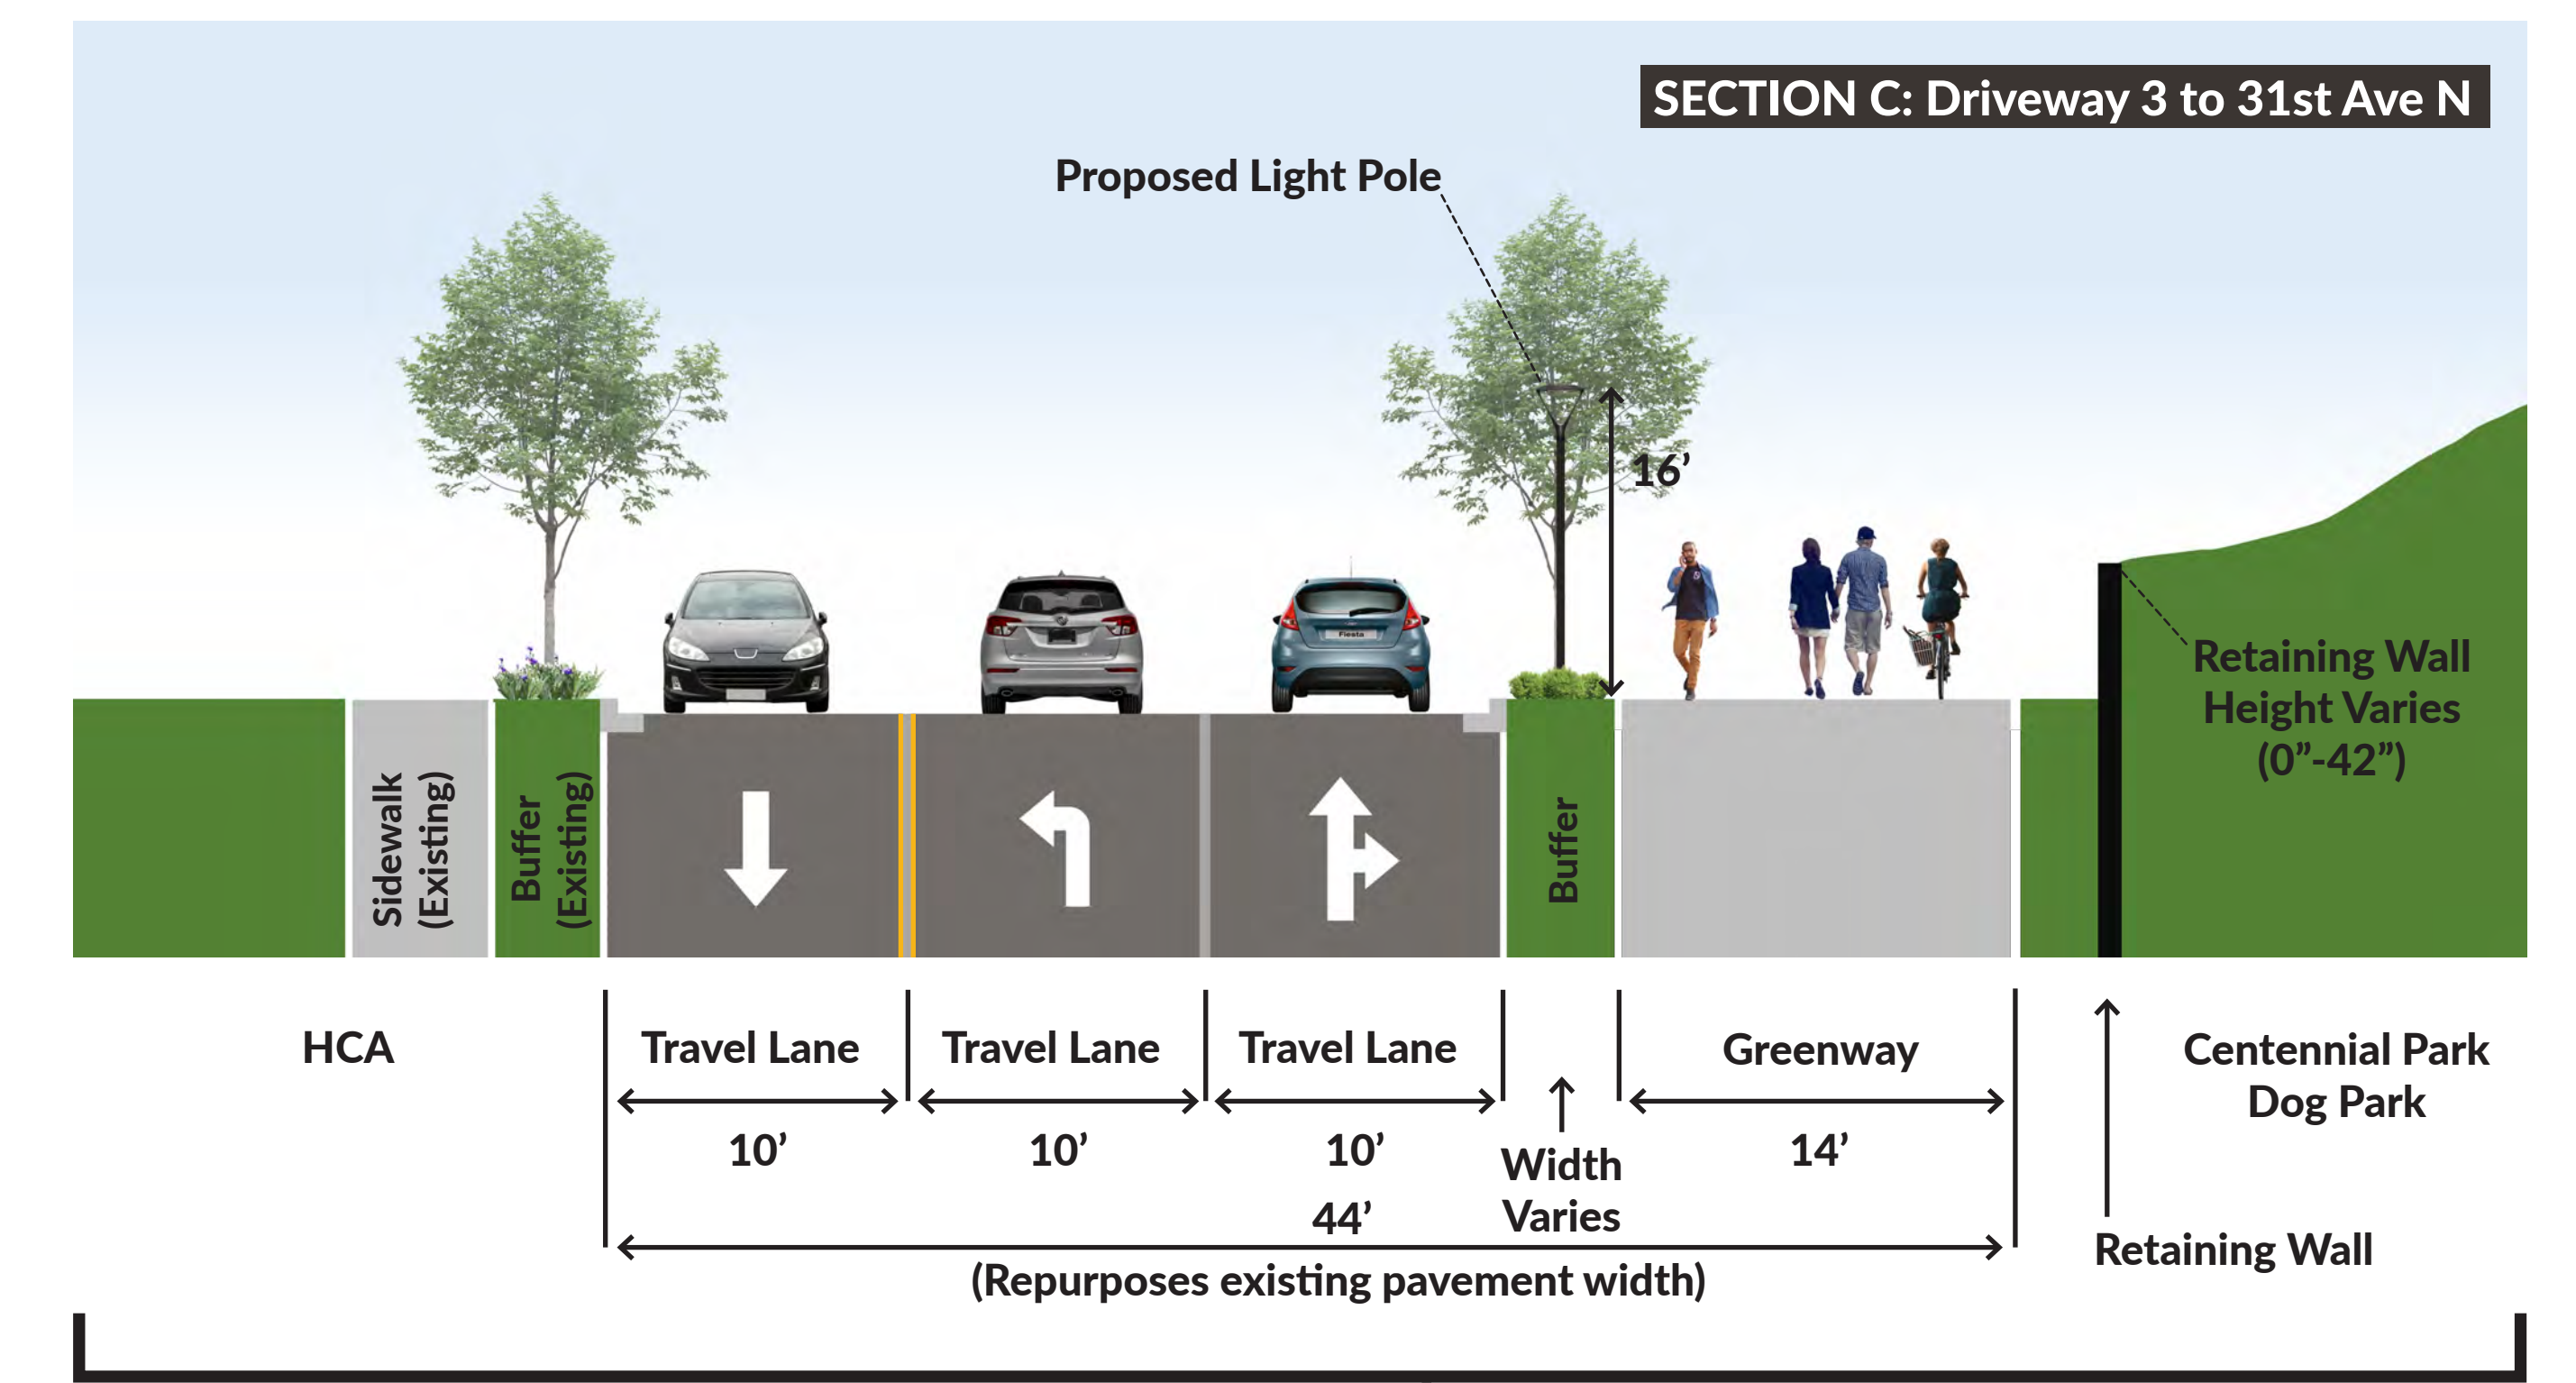 SECTION C: Driveway 3 to 31st Ave N
Proposed Light Pole
16’
Fiesta
Retaining Wall
Height Varies
(0”-42”)
Sidewalk
(Existing)
Buffer
(Existing)
Buffer
HCA
Travel Lane
Travel Lane
Travel Lane
Greenway
Centennial Park
Dog Park
10’
10’
10’
Width
Varies
14’
44’
(Repurposes existing pavement width)
Retaining Wall